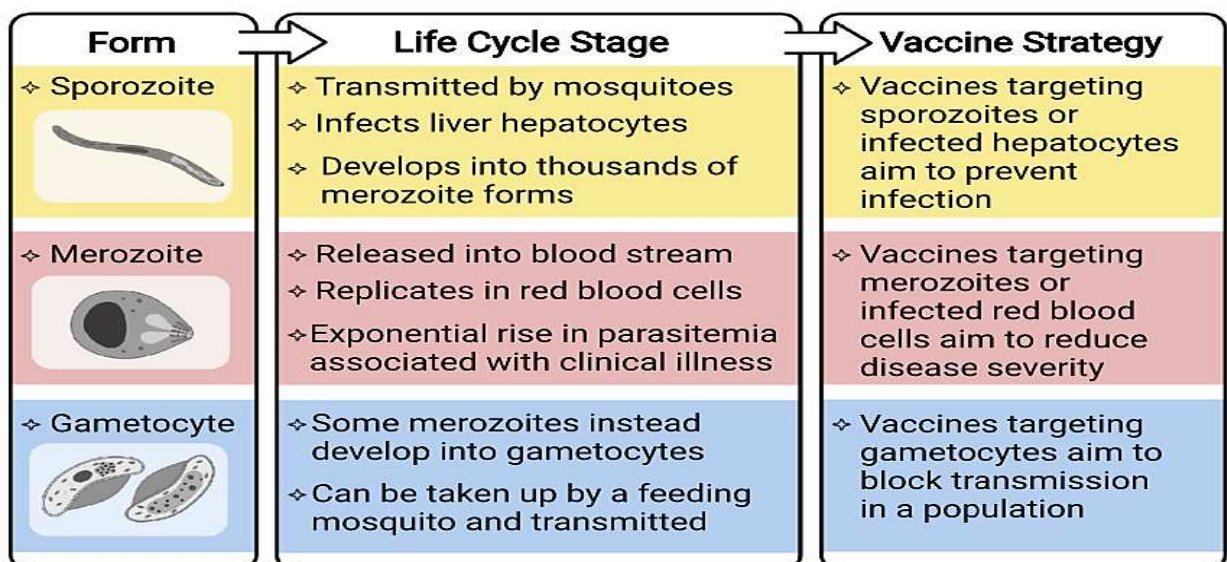 Form
Life Cycle Stage
Vaccine Strategy
✧ Sporozoite
✧ Transmitted by mosquitoes
✧ Infects liver hepatocytes
✧ Develops into thousands of
merozoite forms
✧ Vaccines targeting
sporozoites or
infected hepatocytes
aim to prevent
infection
✧ Merozoite
✧ Released into blood stream
✧ Replicates in red blood cells
✧Exponential rise in parasitemia
associated with clinical illness
✧ Vaccines targeting
merozoites or
infected red blood
cells aim to reduce
disease severity
✧ Gametocyte
✧ Some merozoites instead
develop into gametocytes
✧ Can be taken up by a feeding
mosquito and transmitted
✧ Vaccines targeting
gametocytes aim to
block transmission
in a population